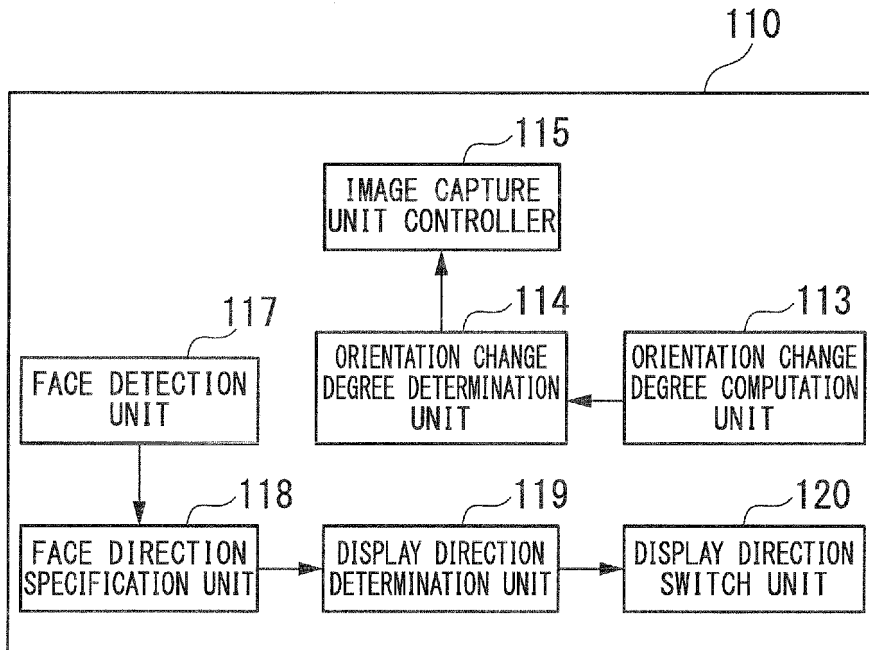 110
115
IMAGE CAPTURE
UNIT CONTROLLER
117
FACE DETECTION
UNIT
114
ORIENTATION CHANGE
DEGREE DETERMINATION
UNIT
113
ORIENTATION CHANGE
DEGREE COMPUTATION
UNIT
118
FACE DIRECTION
SPECIFICATION UNIT
119
DISPLAY DIRECTION
DETERMINATION UNIT
120
DISPLAY DIRECTION
SWITCH UNIT